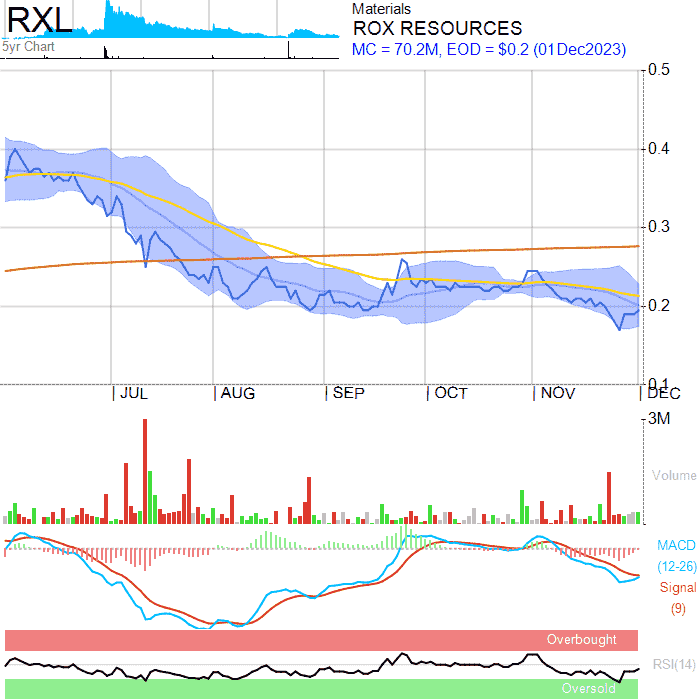 RXL
5yr Chart
Materials
ROX RESOURCES
MC = 70.2M, EOD = $0.2 (01Dec2023)
0.5
0.4
0.3
0.2
0.1
JUL AUG SEP OCT NOV DEC
3M
Volume
MACD
(12-26)
Signal
(9)
Overbought
RSI(14)
Oversold